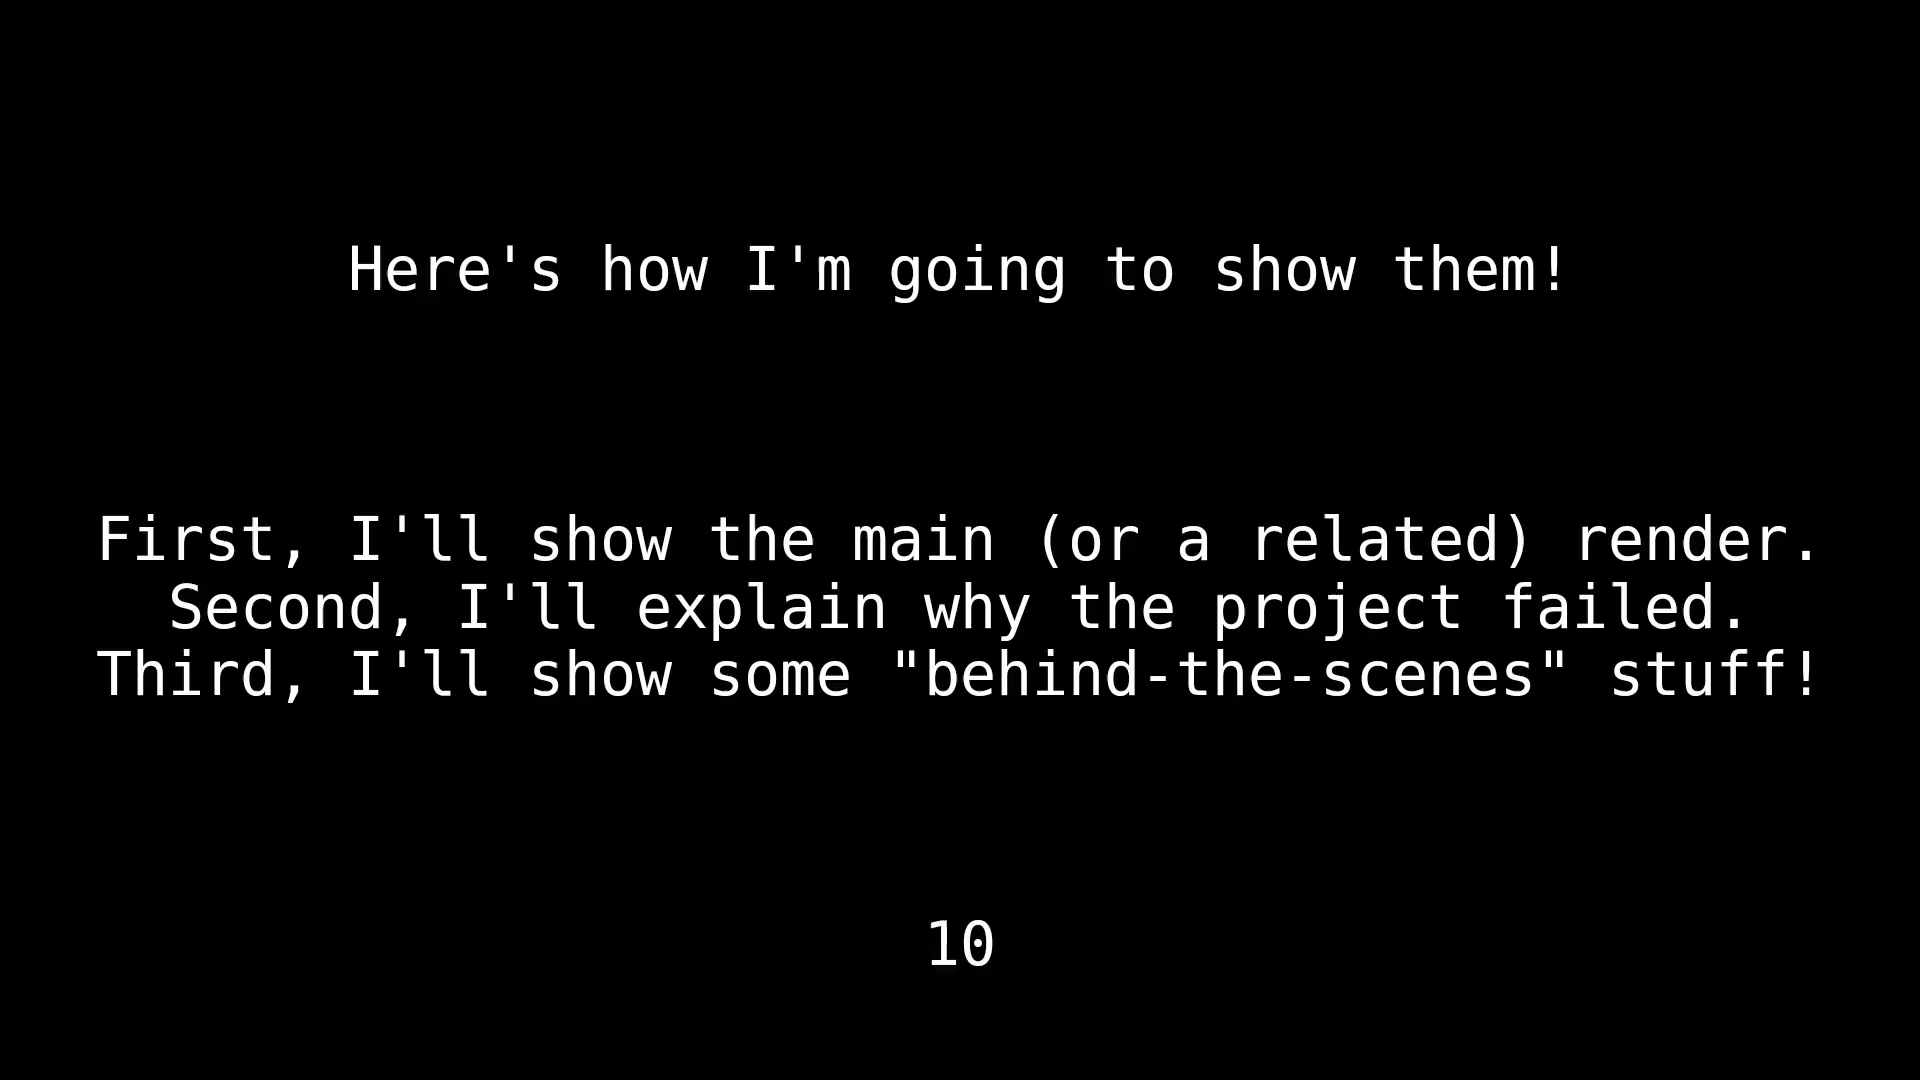 Here's how I'm going to show them!
First, I'll show the main (or a related) render.
Second, I'll explain why the project failed.
Third, I'll show some "behind-the-scenes" stuff!
10